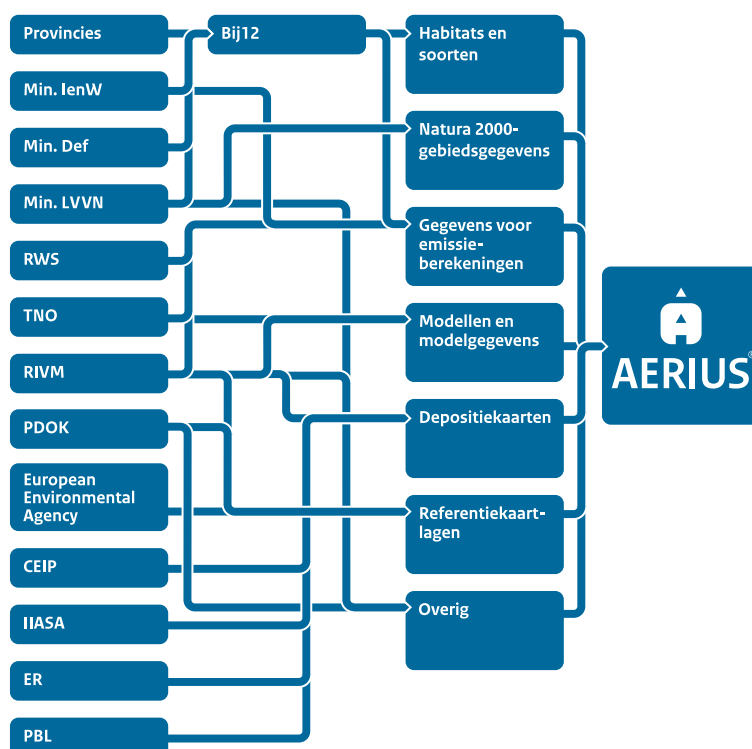 Provincies
Min. IenW
Min. Def
Min. LVVN
RWS
TNO
RIVM
PDOK
European
Environmental
Agency
CEIP
IIASA
ER
PBL
Bij12
Habitats en
soorten
Natura 2000-
gebiedsgegevens
Gegevens voor
emissie-
berekeningen
Modellen en
modelgegevens
Depositiekaarten
Referentiekaart-
lagen
Overig
AERIUS®